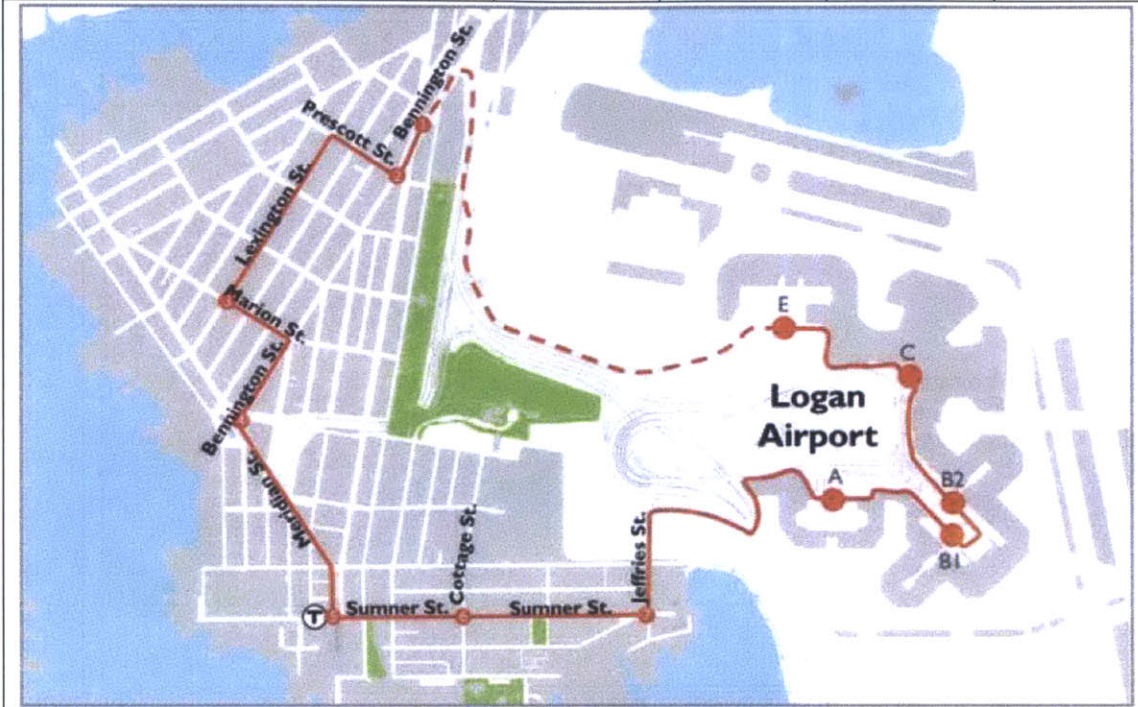 Bennington St.
Prescott St.
Lexington St.
Marion St.
Bennington St.
Meridian St.
T
Sumner St.
Cottage St.
Sumner St.
Jeffries St.
E
C
Logan
Airport
A
B2
B1